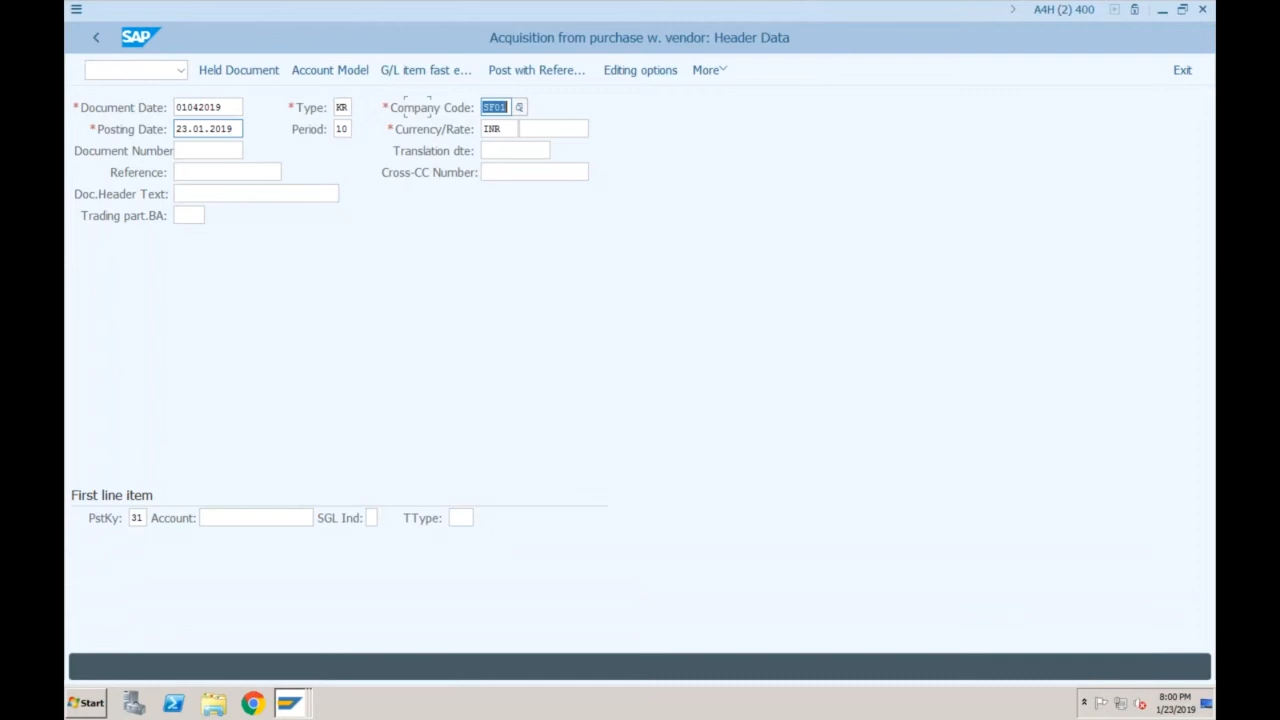 A4H (2) 400
SAP
Acquisition from purchase w. vendor: Header Data
Held Document Account Model G/L item fast e... Post with Refere... Editing options More Exit
*Document Date: 01042019 *Type: KR *Company Code: SF01
*Posting Date: 23.01.2019 Period: 10 *Currency/Rate: INR
Document Number Translation dte:
Reference: Cross-CC Number:
Doc.Header Text:
Trading part.BA:
First line item
PstKy: 31 Account: SGL Ind: TType:
Start
8:00 PM
1/23/2019